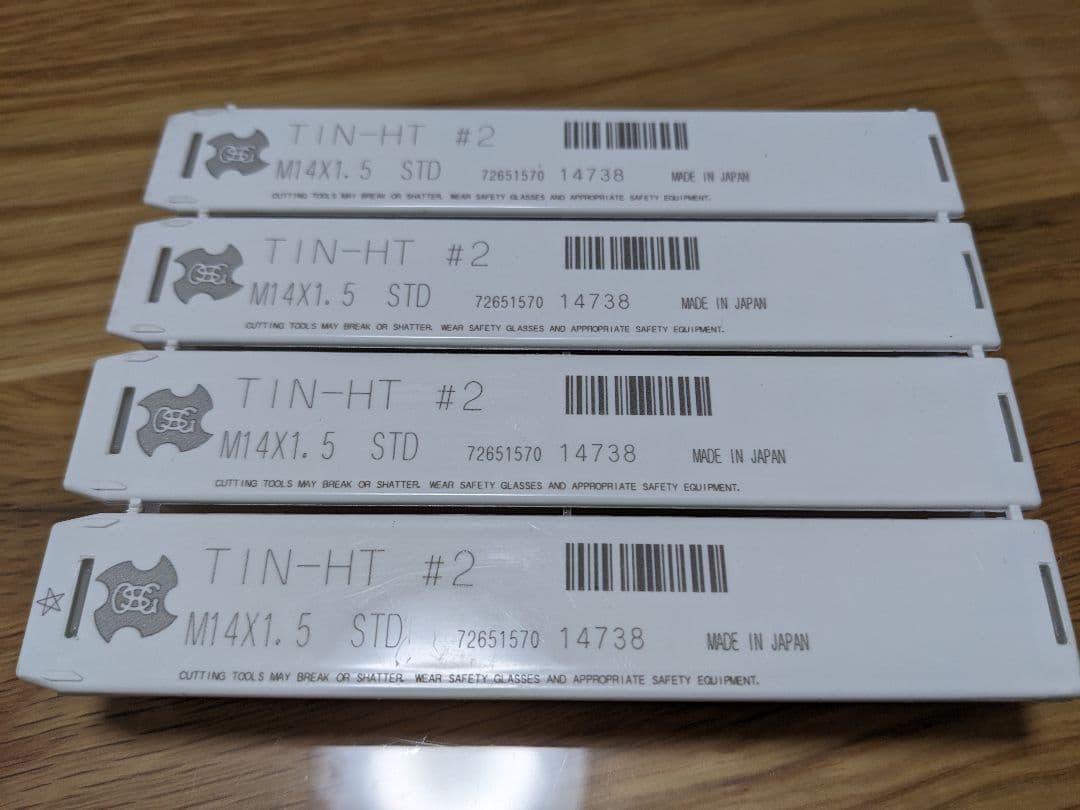 OSG TIN-HT #2
M14X1.5 STD 72651570 14738 MADE IN JAPAN
CUTTING TOOLS MAY BREAK OR SHATTER. WEAR SAFETY GLASSES AND APPROPRIATE SAFETY EQUIPMENT.
OSG TIN-HT #2
M14X1.5 STD 72651570 14738 MADE IN JAPAN
CUTTING TOOLS MAY BREAK OR SHATTER. WEAR SAFETY GLASSES AND APPROPRIATE SAFETY EQUIPMENT.
OSG TIN-HT #2
M14X1.5 STD 72651570 14738 MADE IN JAPAN
CUTTING TOOLS MAY BREAK OR SHATTER. WEAR SAFETY GLASSES AND APPROPRIATE SAFETY EQUIPMENT.
OSG TIN-HT #2
M14X1.5 STD 72651570 14738 MADE IN JAPAN
CUTTING TOOLS MAY BREAK OR SHATTER. WEAR SAFETY GLASSES AND APPROPRIATE SAFETY EQUIPMENT.